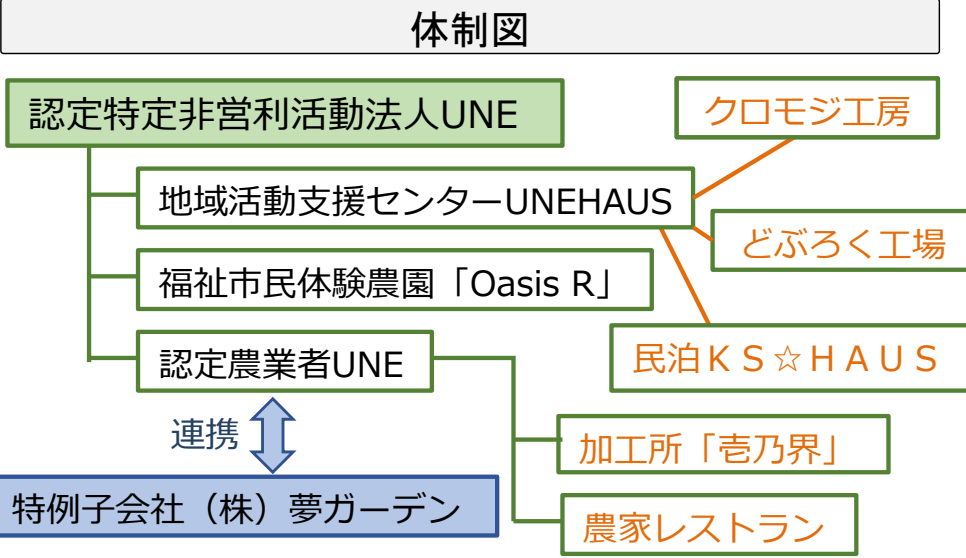 体制図
認定特定非営利活動法人UNE
クロモジ工房
地域活動支援センターUNEHAUS
どぶろく工場
福祉市民体験農園「Oasis R」
民泊ＫＳ☆ＨＡＵＳ
認定農業者UNE
連携
加工所「壱乃界」
特例子会社（株）夢ガーデン
農家レストラン